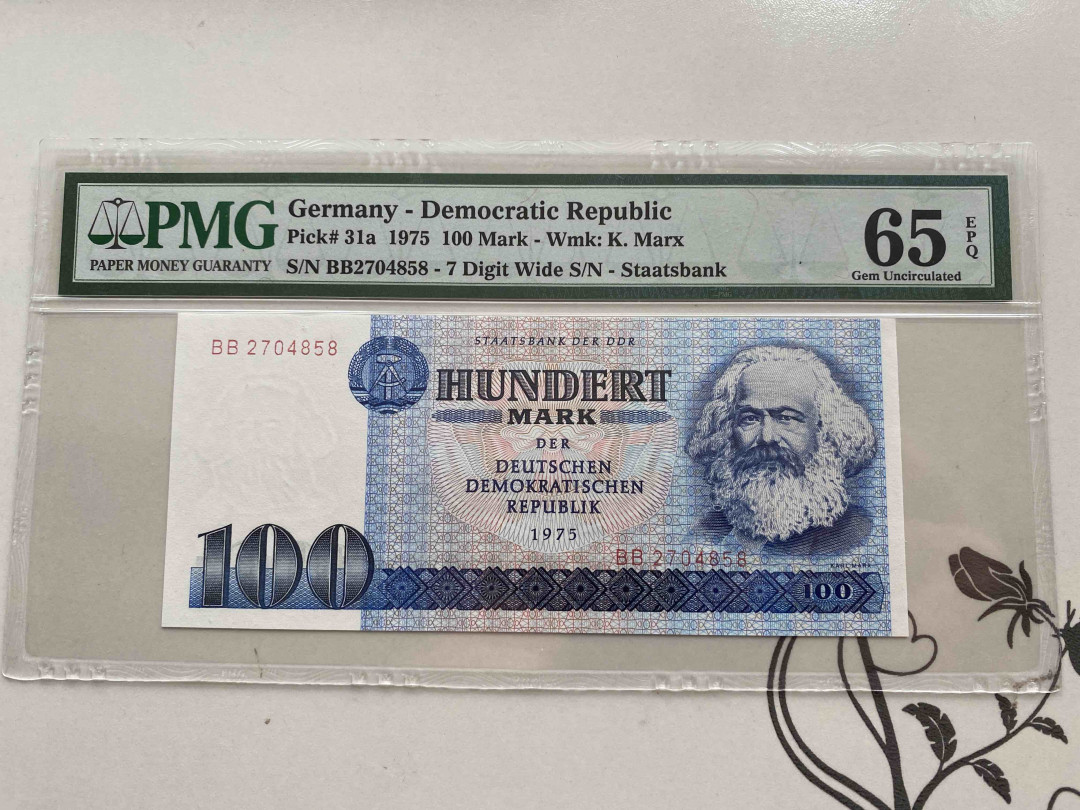 PMG
PAPER MONEY GUARANTY
Germany - Democratic Republic
Pick# 31a 1975 100 Mark - Wmk: K. Marx
S/N BB2704858 - 7 Digit Wide S/N - Staatsbank
65
EPQ
Gem Uncirculated
BB 2704858
STAATSBANK DER DDR
HUNDERT
MARK
DER
DEUTSCHEN
DEMOKRATISCHEN
REPUBLIK
1975
BB 2704858
KARL MARX
100
100